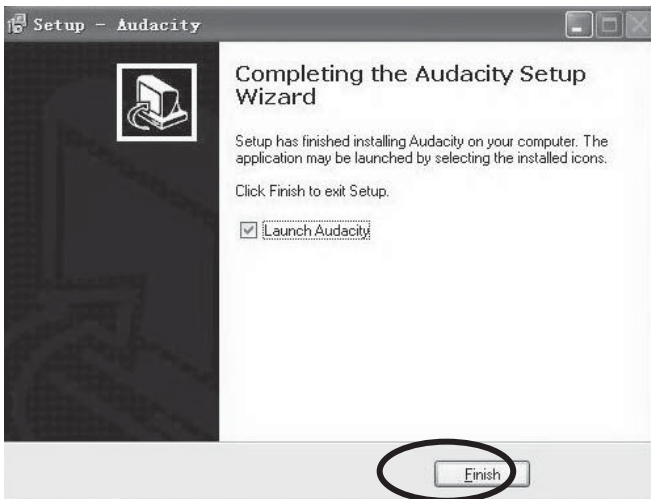 Setup - Audacity
Completing the Audacity Setup
Wizard
Setup has finished installing Audacity on your computer. The
application may be launched by selecting the installed icons.
Click Finish to exit Setup.
Launch Audacity
Finish